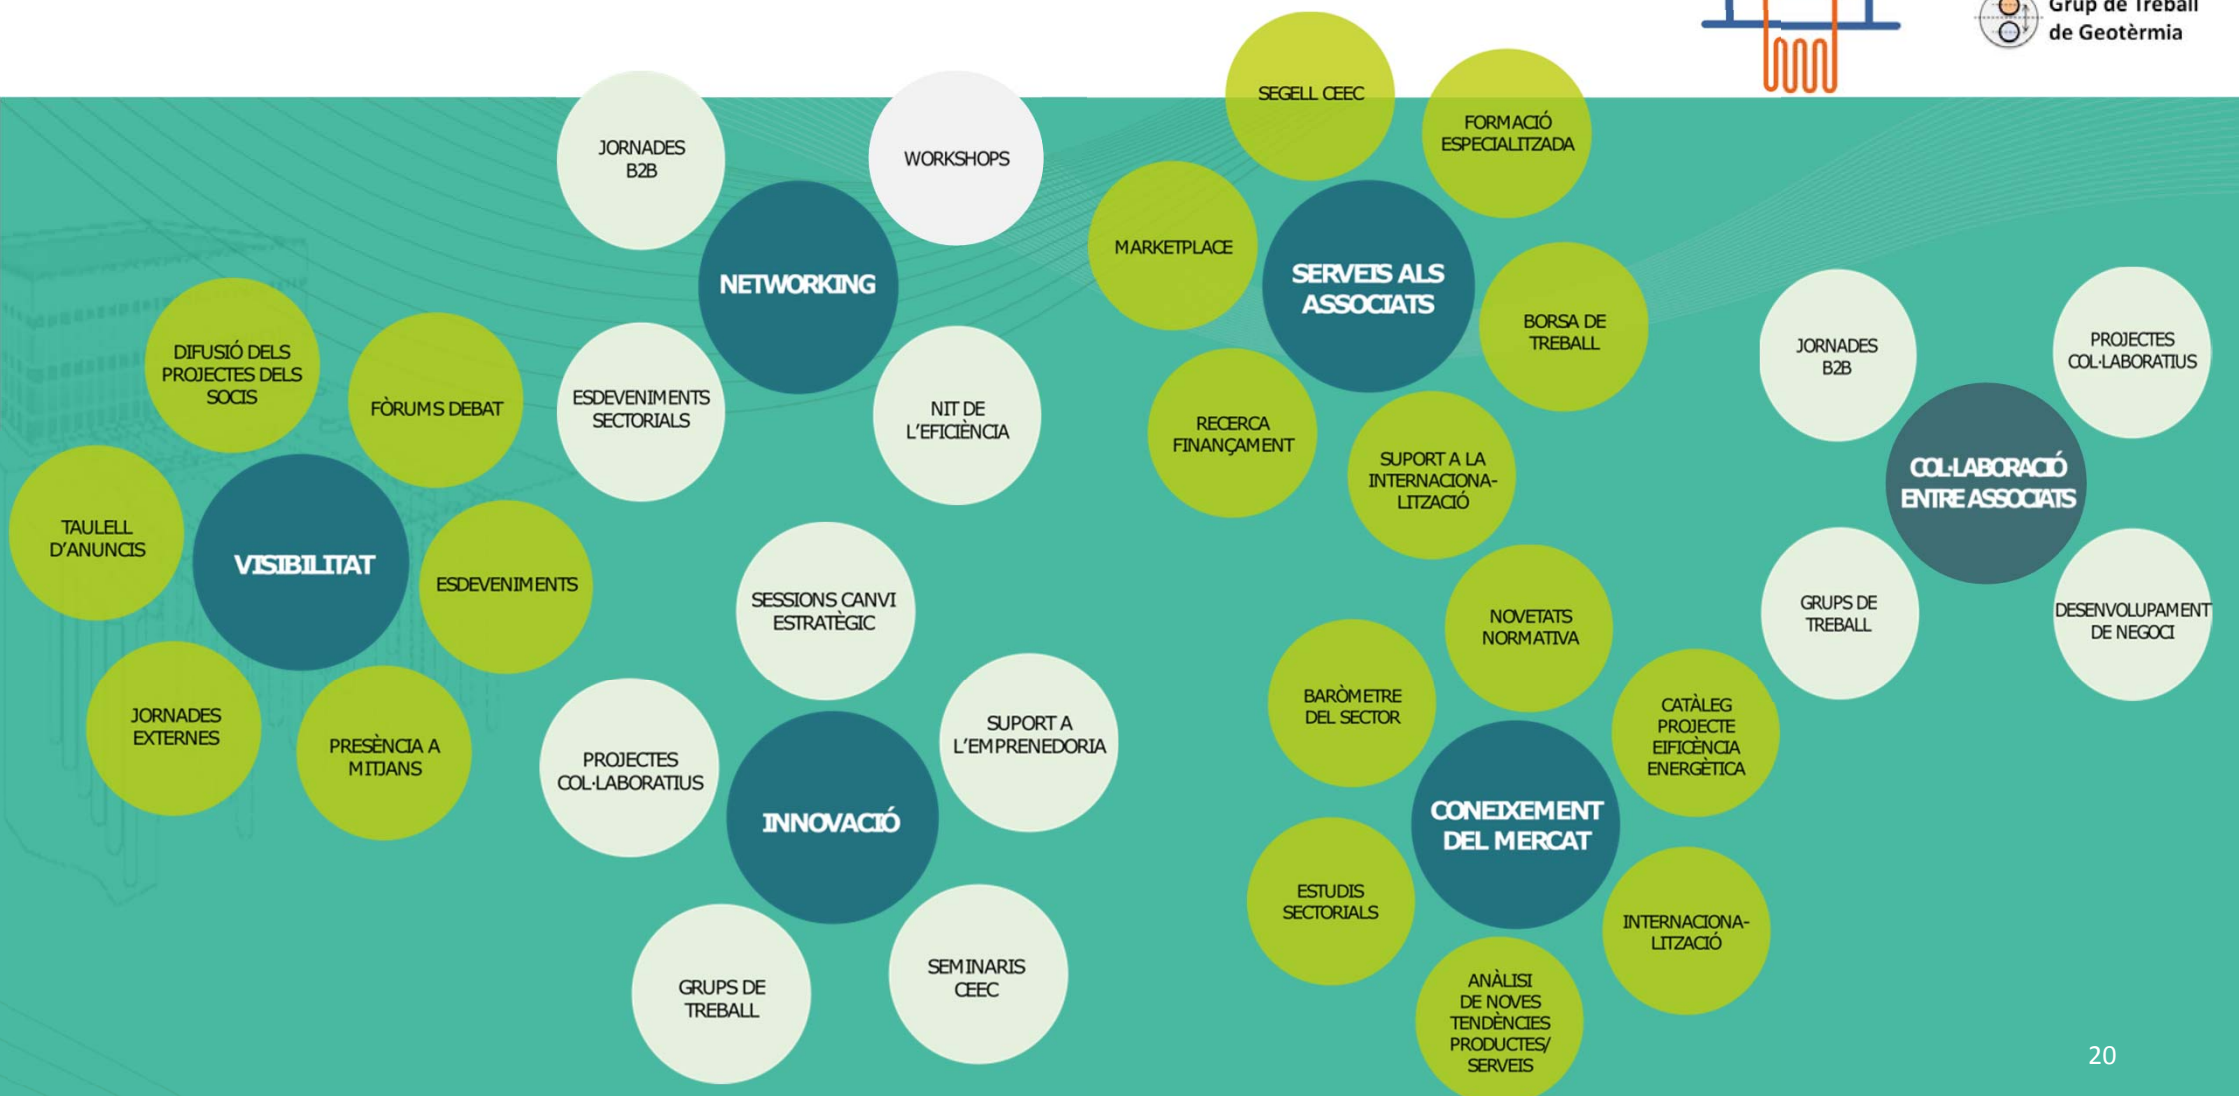 Grup de Treball
de Geotèrmia
JORNADES
B2B
WORKSHOPS
NETWORKING
ESDEVENIMENTS
SECTORIALS
NIT DE
L'EFICIÈNCIA
SEGELL CEEC
FORMACIÓ
ESPECIALITZADA
MARKETPLACE
SERVEIS ALS
ASSOCIATS
BORSA DE
TREBALL
RECERCA
FINANÇAMENT
SUPORT A LA
INTERNACIONA-
LITZACIÓ
JORNADES
B2B
PROJECTES
COL·LABORATIUS
COL·LABORACIÓ
ENTRE ASSOCIATS
GRUPS DE
TREBALL
DESENVOLUPAMENT
DE NEGOCI
DIFUSIÓ DELS
PROJECTES DELS
SOCIS
FÒRUMS DEBAT
TAULELL
D'ANUNCIS
VISIBILITAT
ESDEVENIMENTS
JORNADES
EXTERNES
PRESÈNCIA A
MITJANS
SESSIONS CANVI
ESTRATÈGIC
PROJECTES
COL·LABORATIUS
SUPORT A
L'EMPRENEDORIA
INNOVACIÓ
GRUPS DE
TREBALL
SEMINARIS
CEEC
NOVETATS
NORMATIVA
BARÒMETRE
DEL SECTOR
CATÀLEG
PROJECTE
EIFICÈNCIA
ENERGÈTICA
CONEIXEMENT
DEL MERCAT
ESTUDIS
SECTORIALS
INTERNACIONA-
LITZACIÓ
ANÀLISI
DE NOVES
TENDÈNCIES
PRODUCTES/
SERVEIS
20